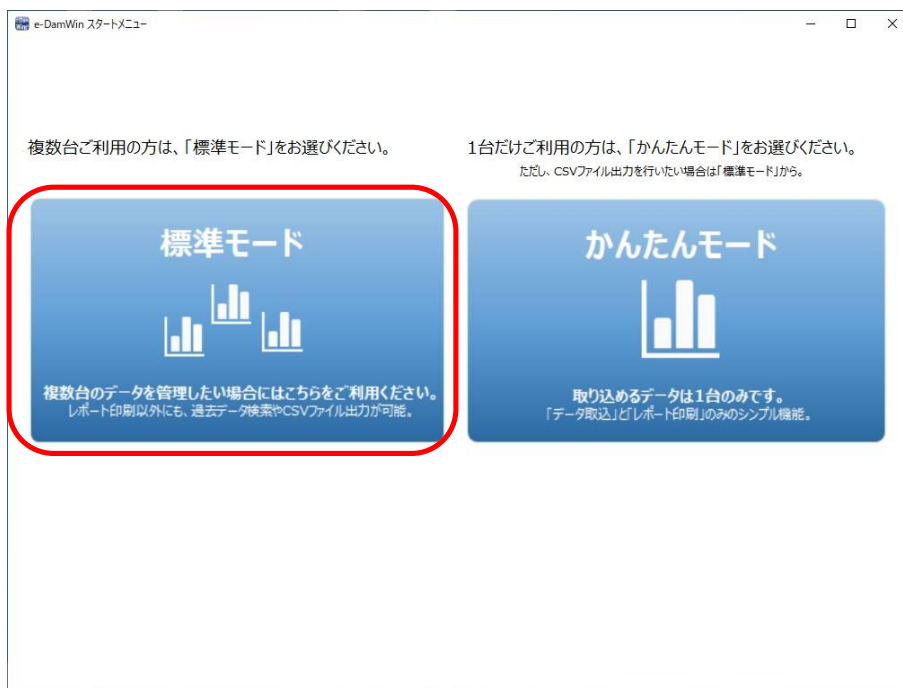 e-DamWin スタートメニュー
複数台ご利用の方は、「標準モード」をお選びください。
標準モード
複数台のデータを管理したい場合にはこちらをご利用ください。
レポート印刷以外にも、過去データ検索やCSVファイル出力が可能。
1台だけご利用の方は、「かんたんモード」をお選びください。
ただし、CSVファイル出力を行いたい場合は「標準モード」から。
かんたんモード
取り込めるデータは1台のみです。
「データ取込」と「レポート印刷」のみのシンプル機能。